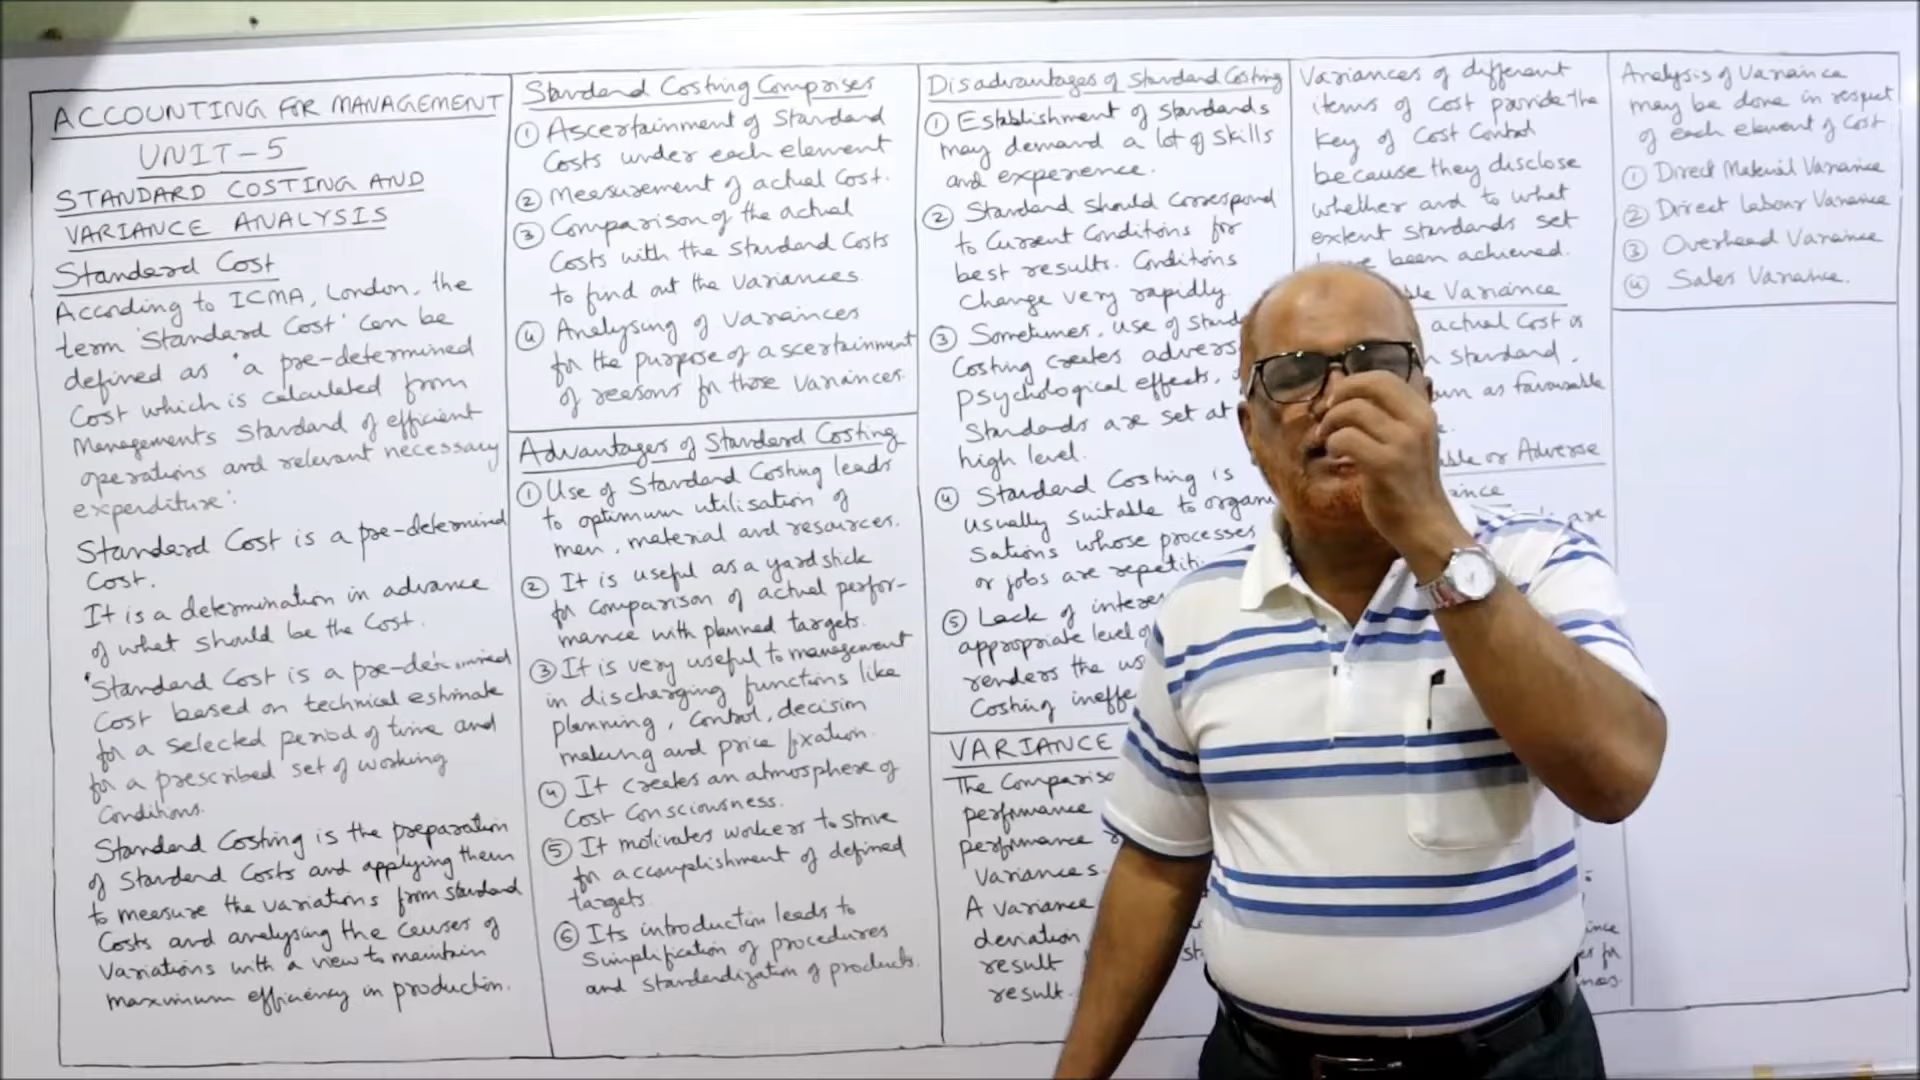 ACCOUNTING FOR MANAGEMENT
UNIT-5
STANDARD COSTING AND
VARIANCE ANALYSIS
Standard Cost
According to ICMA, London, the
term 'Standard Cost' can be
defined as "a pre-determined
Cost which is calculated from
Management's Standard of efficient
operations and relevant necessary
expenditure".
Standard Cost is a pre-determined
Cost.
It is a determination in advance
of what should be the Cost.
"Standard Cost is a pre-determined
Cost based on technical estimate
for a selected period of time and
for a prescribed set of working
Conditions.
Standard Costing is the preparation
of Standard Costs and applying them
to measure the variations from standard
Costs and analysing the Causes of
Variations with a view to maintain
maximum efficiency in production.
Standard Costing Comprises
① Ascertainment of Standard
Costs under each element
② Measurement of actual Cost.
③ Comparison of the actual
Costs with the Standard Costs
to find out the Variances.
④ Analysing of Variances
for the purpose of ascertainment
of reasons for those Variances.
Advantages of Standard Costing
① Use of Standard Costing leads
to optimum utilisation of
men, material and resources.
② It is useful as a yard stick
for Comparison of actual perfor-
mance with planned targets.
③ It is very useful to management
in discharging functions like
planning, Control, decision
making and price fixation.
④ It creates an atmosphere of
Cost Consciousness.
⑤ It motivates workers to strive
for accomplishment of defined
targets.
⑥ Its introduction leads to
Simplification of procedures
and standardization of products.
Disadvantages of Standard Costing
① Establishment of Standards
may demand a lot of Skills
and experience.
② Standard should correspond
to Current Conditions for
best results. Conditions
Change very rapidly
③ Sometimes, use of Stand
Costing creates advers
psychological effects,
Standards are set at
high level.
④ Standard Costing is
usually suitable to organi
sations whose processes
or jobs are repetiti
⑤ Lack of interes
appropriate level of
renders the us
Costing ineffe
VARIANCE
The Compariso
performance
performance
Variances.
A variance
deviation
result
result.
Variances of different
items of Cost provide the
key of Cost Control
because they disclose
whether and to what
extent Standards set
been achieved.
Variance
actual Cost is
standard,
as favourable
or Adverse
are
Analysis of Variance
may be done in respect
of each element of Cost
① Direct Material Variance
② Direct Labour Variance
③ Overhead Variance
④ Sales Variance.